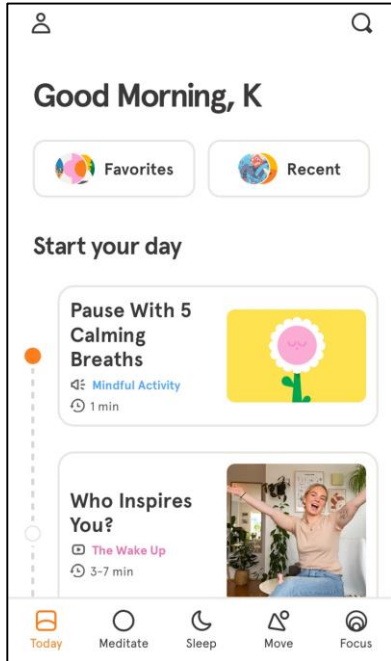 Good Morning, K
Favorites
Recent
Start your day
Pause With 5
Calming
Breaths
Mindful Activity
1 min
Who Inspires
You?
The Wake Up
3-7 min
Today
Meditate
Sleep
Move
Focus